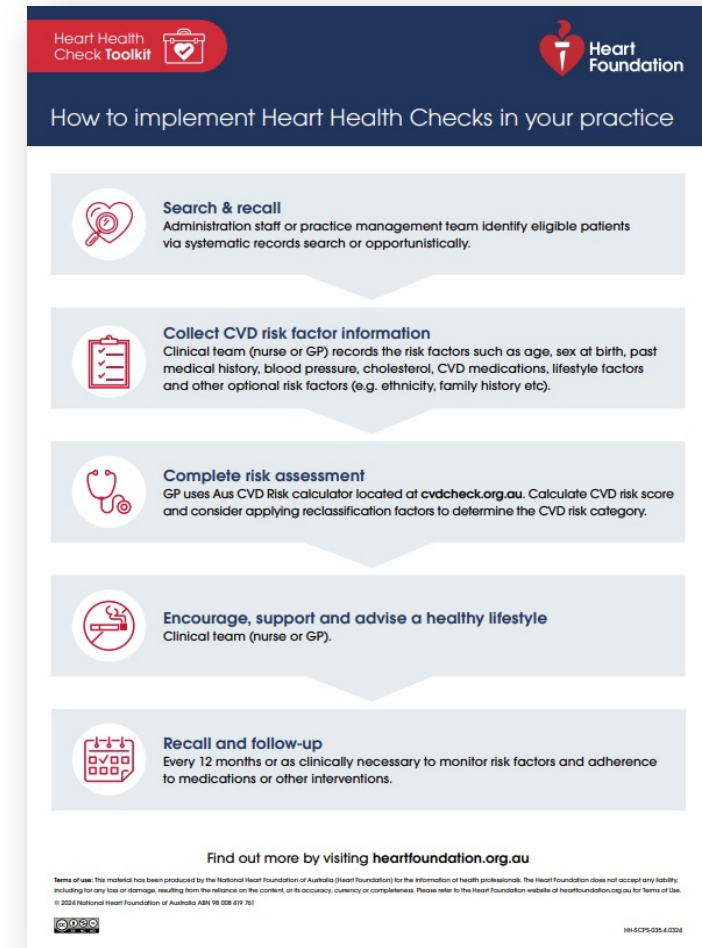 Heart Health
Check Toolkit
Heart
Foundation
How to implement Heart Health Checks in your practice
Search & recall
Administration staff or practice management team identify eligible patients
via systematic records search or opportunistically.
Collect CVD risk factor information
Clinical team (nurse or GP) records the risk factors such as age, sex at birth, past
medical history, blood pressure, cholesterol, CVD medications, lifestyle factors
and other optional risk factors (e.g. ethnicity, family history etc).
Complete risk assessment
GP uses Aus CVD Risk calculator located at cvdcheck.org.au. Calculate CVD risk score
and consider applying reclassification factors to determine the CVD risk category.
Encourage, support and advise a healthy lifestyle
Clinical team (nurse or GP).
Recall and follow-up
Every 12 months or as clinically necessary to monitor risk factors and adherence
to medications or other interventions.
Find out more by visiting heartfoundation.org.au
Terms of use: This material has been produced by the National Heart Foundation of Australia (Heart Foundation) for the information of health professionals. The Heart Foundation does not accept any liability,
including for any loss or damage, resulting from the reliance on the content, or its accuracy, currency or completeness. Please refer to the Heart Foundation website at heartfoundation.org.au for Terms of Use.
© 2024 National Heart Foundation of Australia ABN 98 008 419 761
HH-SCPS-035.4.0324